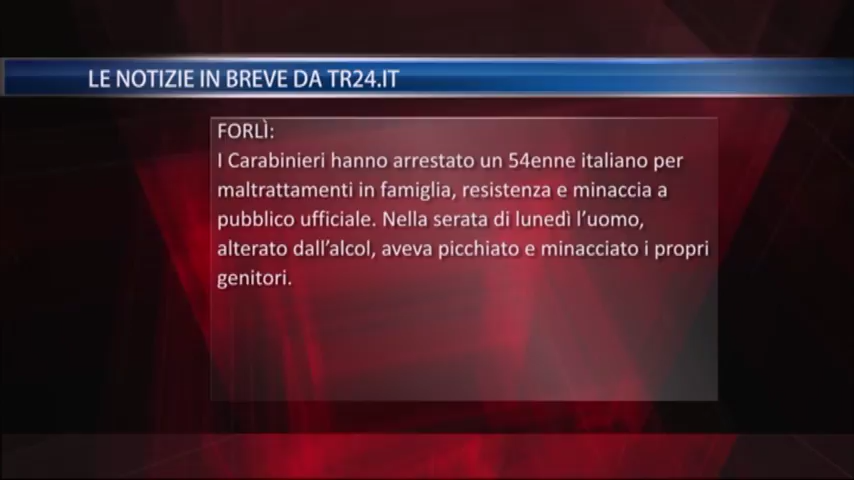 LE NOTIZIE IN BREVE DA TR24.IT
FORLÌ:
I Carabinieri hanno arrestato un 54enne italiano per
maltrattamenti in famiglia, resistenza e minaccia a
pubblico ufficiale. Nella serata di lunedì l’uomo,
alterato dall’alcol, aveva picchiato e minacciato i propri
genitori.